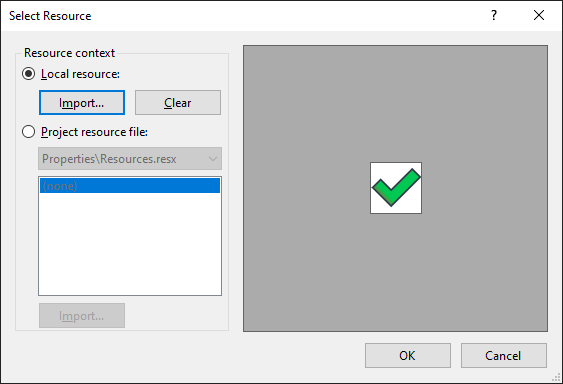 Select Resource
?
Resource context
Local resource:
Import...
Clear
Project resource file:
Properties\Resources.resx
(none)
Import...
OK
Cancel